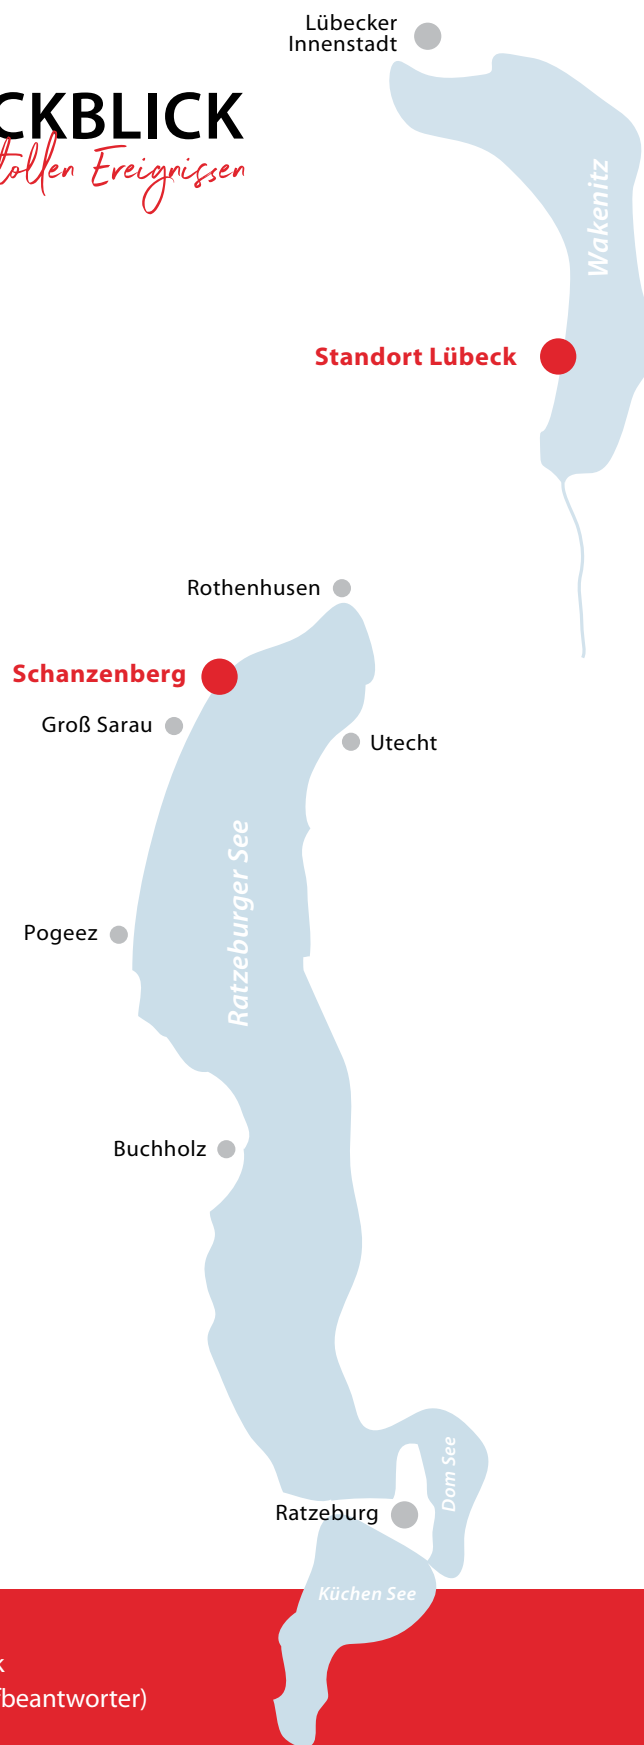 Lübecker
Innenstadt
CKBLICK
tollen Ereignissen
Wakenitz
Standort Lübeck
Rothenhusen
Schanzenberg
Groß Sarau
Utecht
Ratzeburger See
Pogeez
Buchholz
Dom See
Ratzeburg
Küchen See
k
fbeantworter)